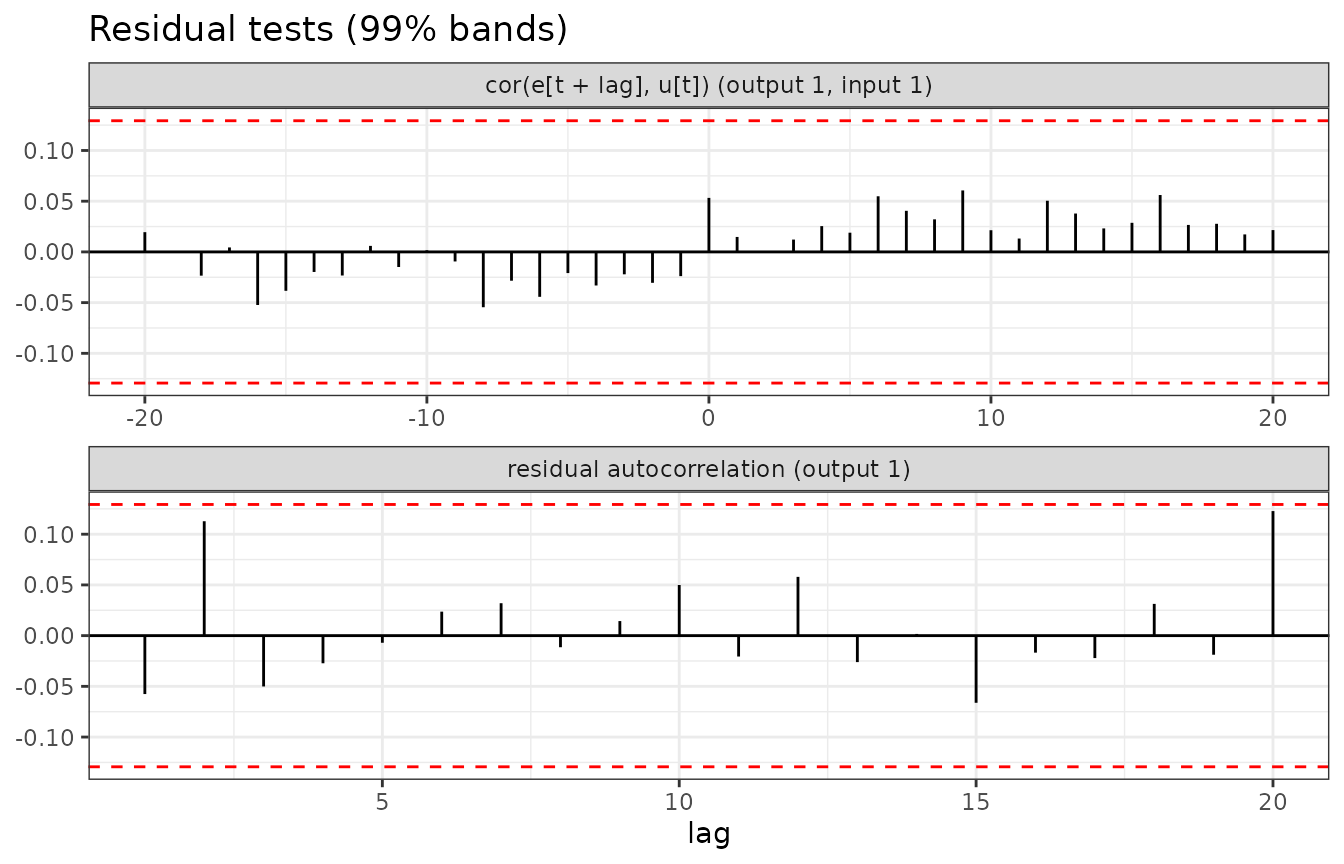 Residual tests (99% bands)
cor(e[t + lag], u[t]) (output 1, input 1)
0.10
0.05
0.00
-0.05
-0.10
-20 -10 0 10 20
residual autocorrelation (output 1)
0.10
0.05
0.00
-0.05
-0.10
5 10 15 20
lag